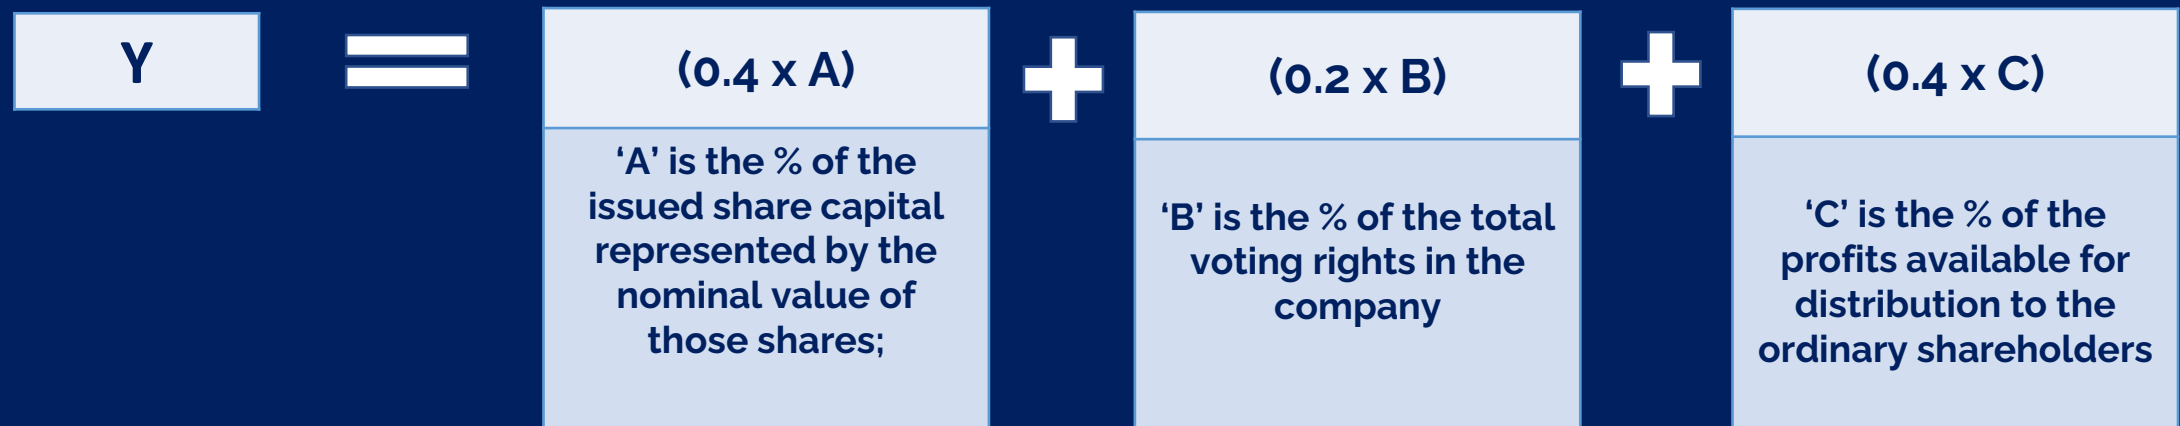 Y
(0.4 x A)
‘A’ is the % of the
issued share capital
represented by the
nominal value of
those shares;
(0.2 x B)
‘B’ is the % of the total
voting rights in the
company
(0.4 x C)
‘C’ is the % of the
profits available for
distribution to the
ordinary shareholders